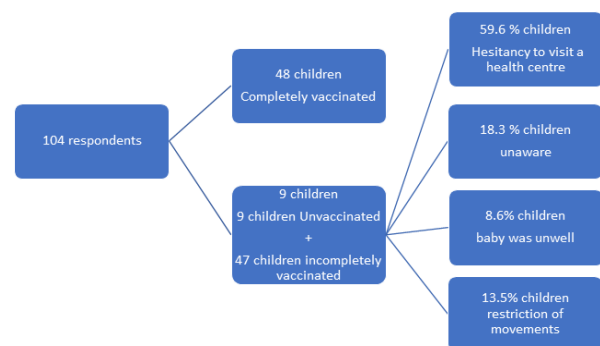 104 respondents
48 children
Completely vaccinated
9 children
9 children Unvaccinated
+
47 children incompletely
vaccinated
59.6 % children
Hesitancy to visit a
health centre
18.3 % children
unaware
8.6% children
baby was unwell
13.5% children
restriction of
movements